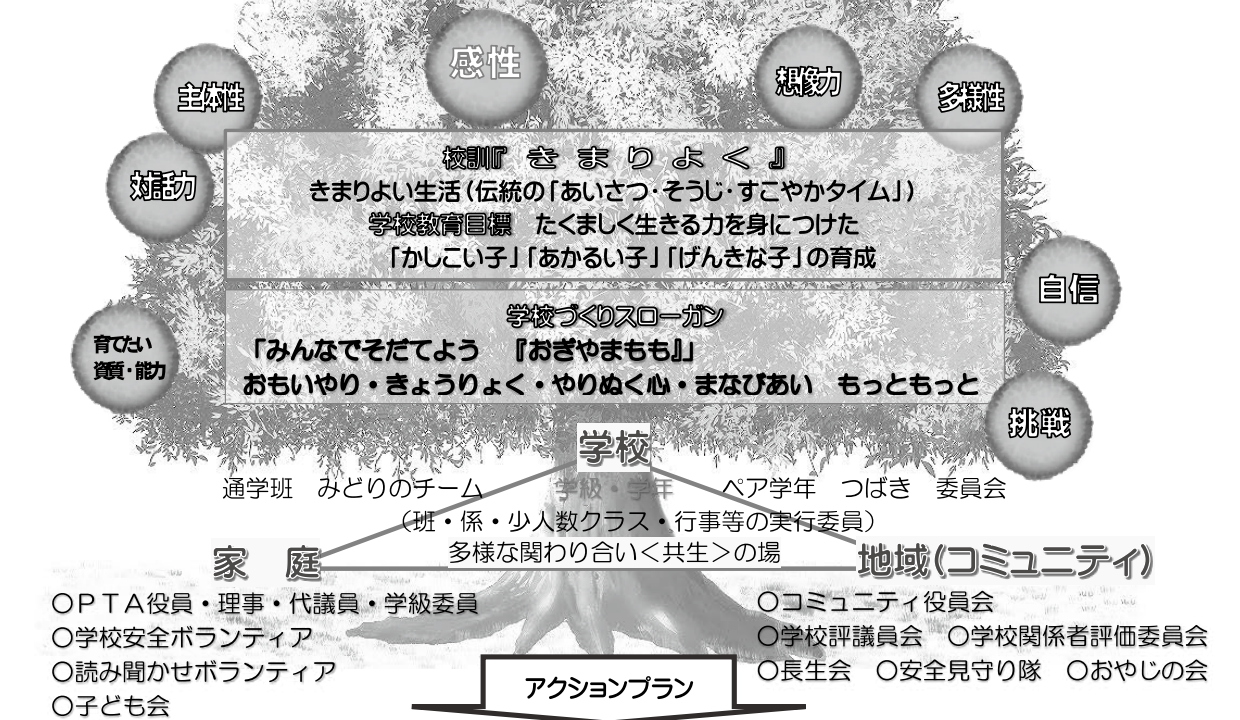 感性
想像力
主体性
多様性
対話力
校訓『 き ま り よ く 』
きまりよい生活（伝統の「あいさつ・そうじ・すこやかタイム」）
学校教育目標　たくましく生きる力を身につけた
「かしこい子」「あかるい子」「げんきな子」の育成
自信
学校づくりスローガン
育てたい
資質・能力
「みんなでそだてよう　『おぎやまもも』」
おもいやり・きょうりょく・やりぬく心・まなびあい　もっともっと
挑戦
学校
通学班　みどりのチーム　学級・学年　ペア学年　つばき　委員会
（班・係・少人数クラス・行事等の実行委員）
多様な関わり合い＜共生＞の場
家　庭
地域（コミュニティ）
〇ＰＴＡ役員・理事・代議員・学級委員
〇学校安全ボランティア
〇読み聞かせボランティア
〇子ども会
〇コミュニティ役員会
〇学校評議員会　〇学校関係者評価委員会
〇長生会　〇安全見守り隊　〇おやじの会
アクションプラン